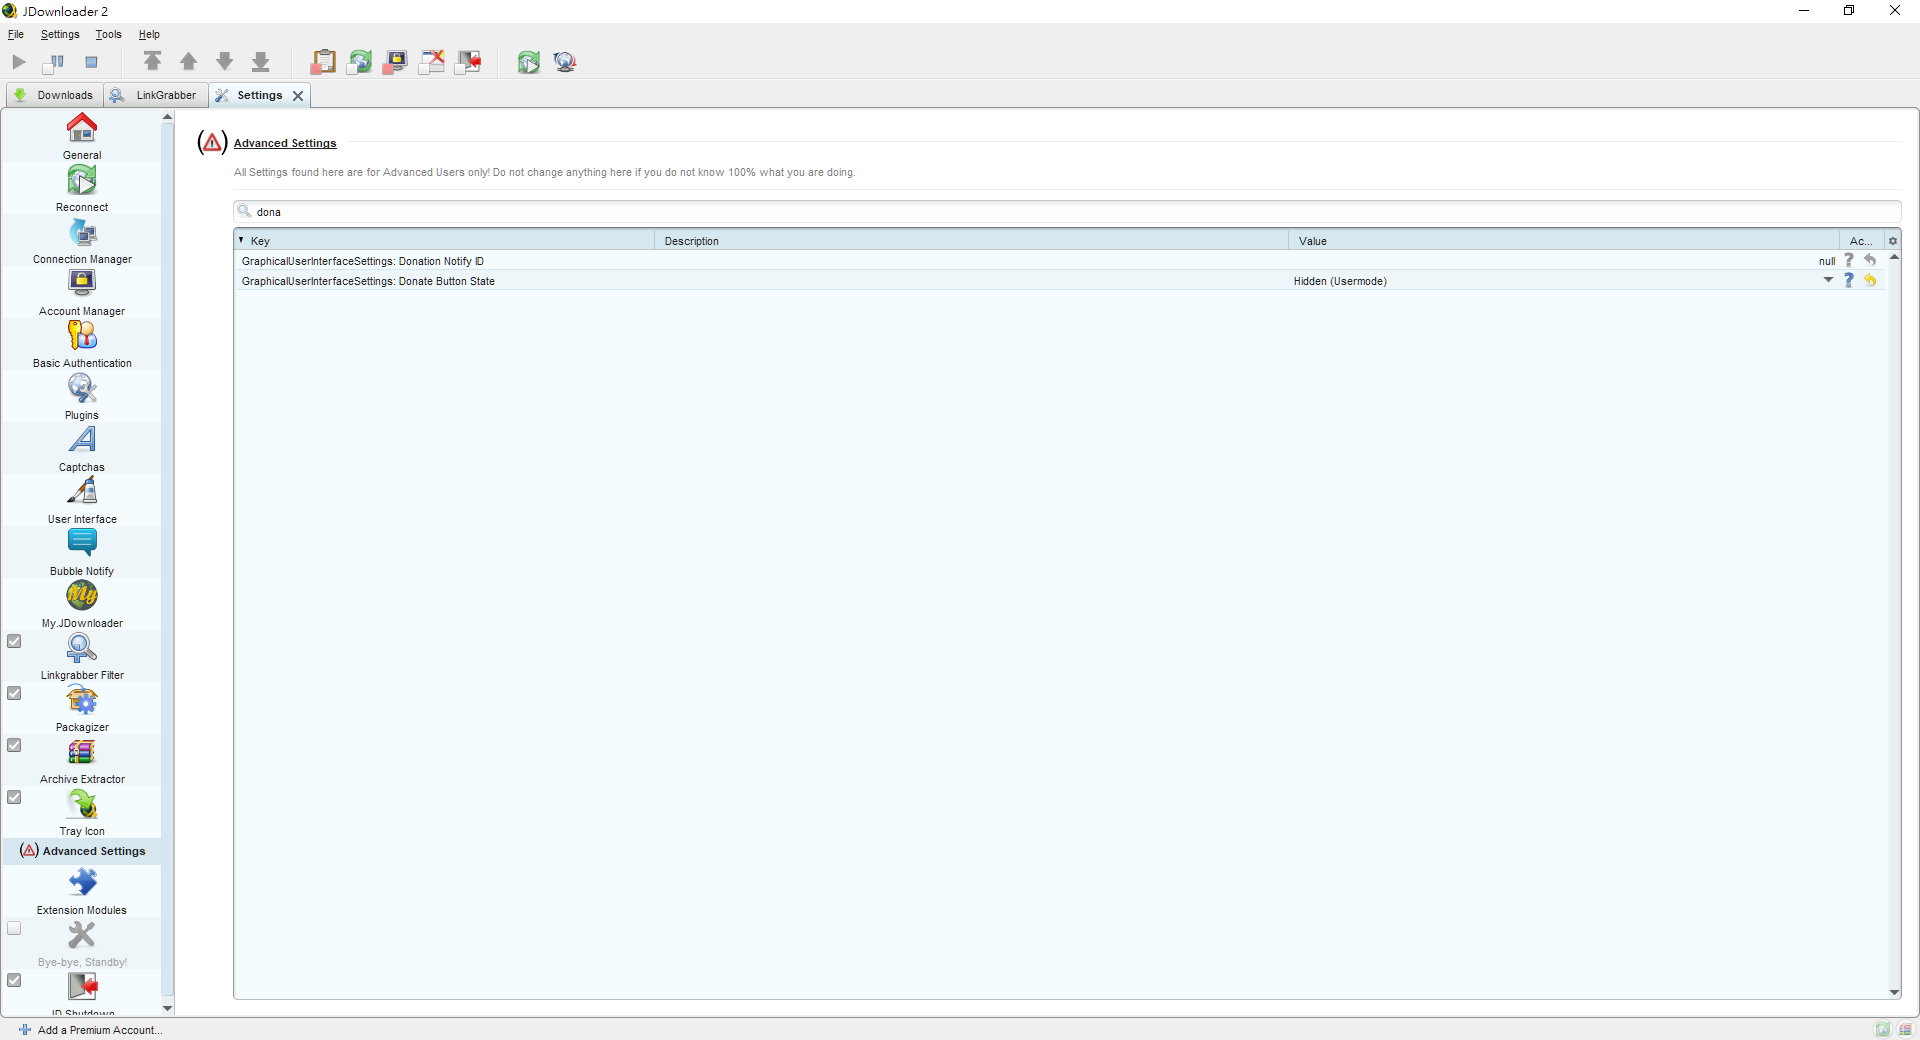 JDownloader 2
File Settings Tools Help
Downloads LinkGrabber Settings
General
Reconnect
Connection Manager
Account Manager
Basic Authentication
Plugins
Captchas
User Interface
Bubble Notify
My
My.JDownloader
Linkgrabber Filter
Packagizer
Archive Extractor
Tray Icon
Advanced Settings
Extension Modules
Bye-bye, Standby!
JD Shutdown
Advanced Settings
All Settings found here are for Advanced Users only! Do not change anything here if you do not know 100% what you are doing.
dona
Key Description Value Ac...
GraphicalUserInterfaceSettings: Donation Notify ID null
GraphicalUserInterfaceSettings: Donate Button State Hidden (Usermode)
Add a Premium Account...